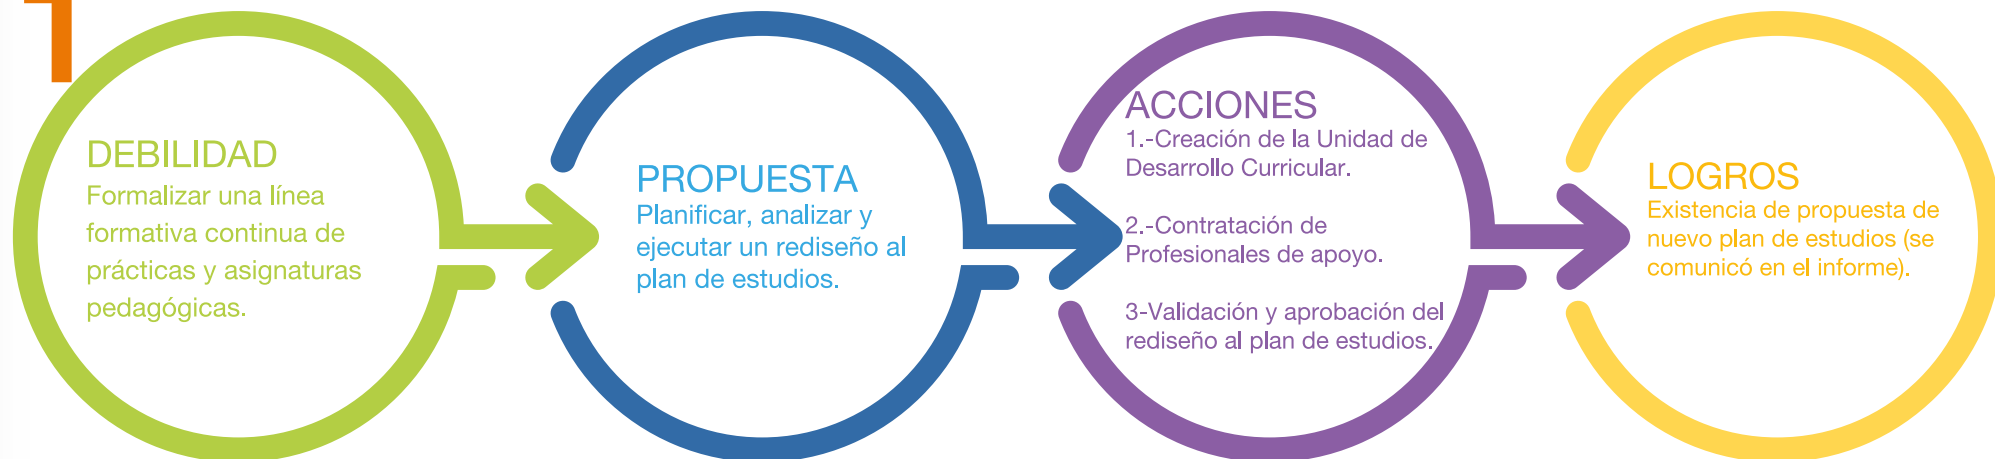 1
DEBILIDAD
Formalizar una línea
formativa continua de
prácticas y asignaturas
pedagógicas.
PROPUESTA
Planificar, analizar y
ejecutar un rediseño al
plan de estudios.
ACCIONES
1.-Creación de la Unidad de
Desarrollo Curricular.
2.-Contratación de
Profesionales de apoyo.
3-Validación y aprobación del
rediseño al plan de estudios.
LOGROS
Existencia de propuesta de
nuevo plan de estudios (se
comunicó en el informe).